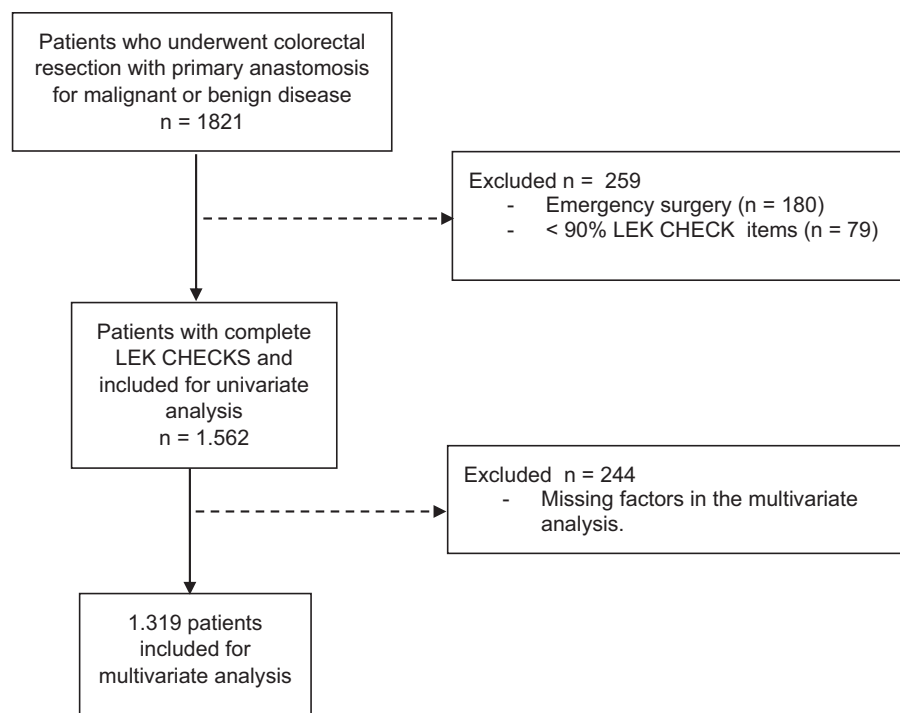 Patients who underwent colorectal
resection with primary anastomosis
for malignant or benign disease
n = 1821
Excluded n = 259
- Emergency surgery (n = 180)
- < 90% LEK CHECK items (n = 79)
Patients with complete
LEK CHECKS and
included for univariate
analysis
n = 1.562
Excluded n = 244
- Missing factors in the multivariate
analysis.
1.319 patients
included for
multivariate analysis